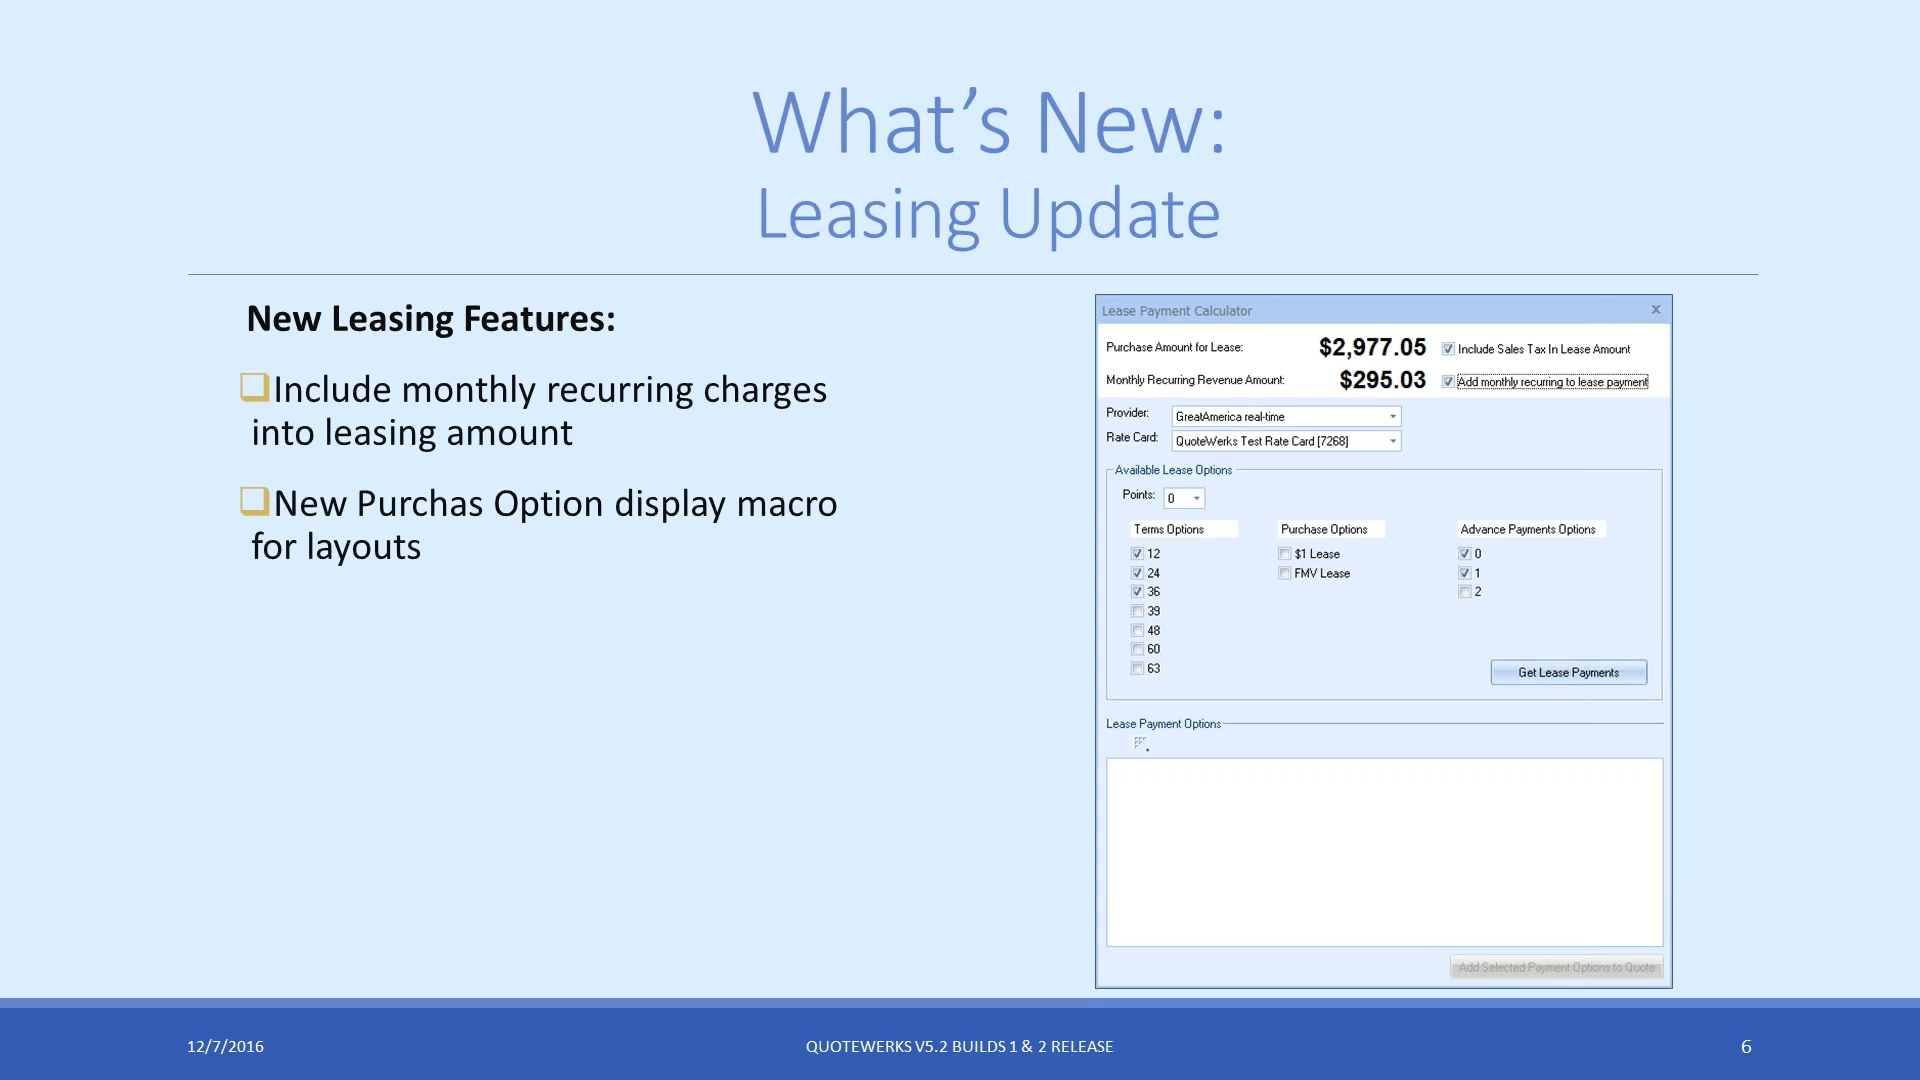 What’s New:
Leasing Update
New Leasing Features:
Include monthly recurring charges
into leasing amount
New Purchas Option display macro
for layouts
Lease Payment Calculator
Purchase Amount for Lease: $2,977.05 Include Sales Tax In Lease Amount
Monthly Recurring Revenue Amount: $295.03 Add monthly recurring to lease payment
Provider: GreatAmerica real-time
Rate Card: QuoteWerks Test Rate Card [7268]
Available Lease Options
Points: 0
Terms Options Purchase Options Advance Payments Options
12 $1 Lease 0
24 FMV Lease 1
36 2
39
48
60
63
Get Lease Payments
Lease Payment Options
Add Selected Payment Options to Quote
12/7/2016 QUOTEWERKS V5.2 BUILDS 1 & 2 RELEASE 6